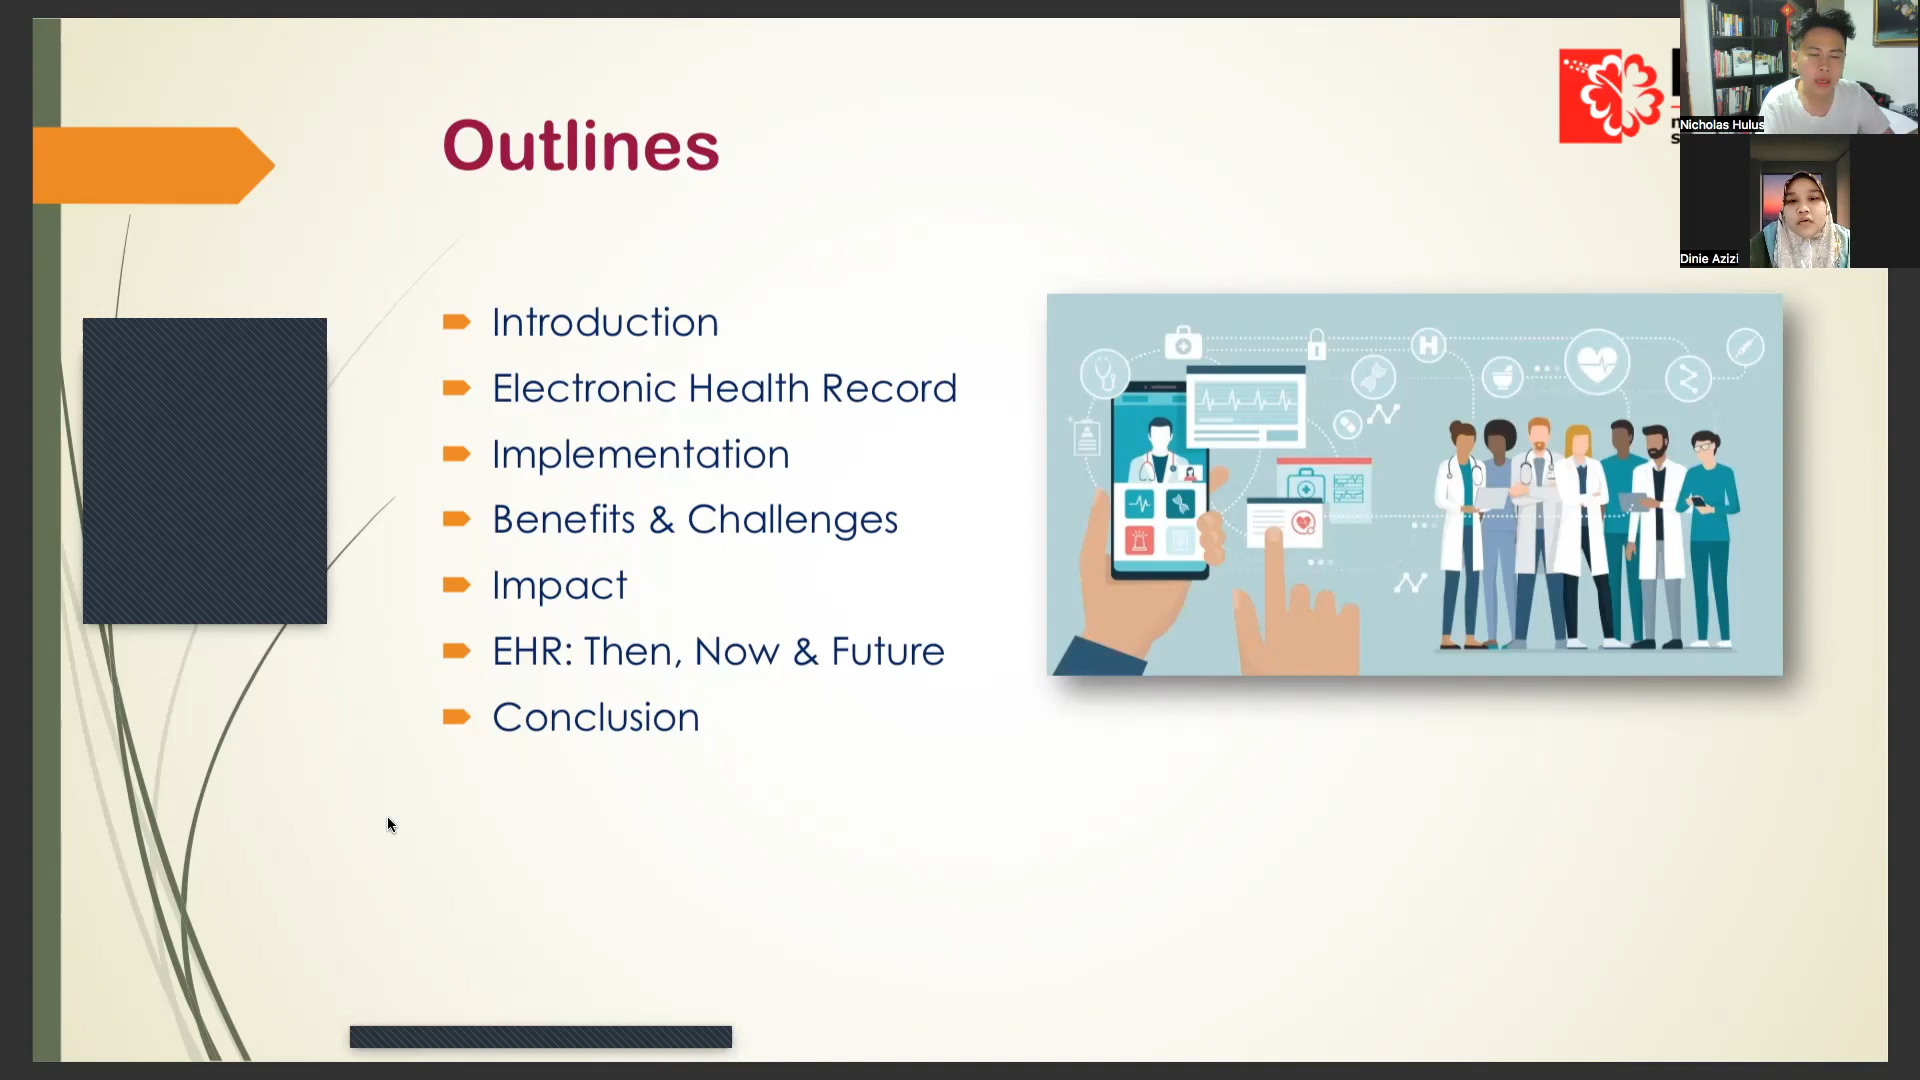 Outlines
Introduction
Electronic Health Record
Implementation
Benefits & Challenges
Impact
EHR: Then, Now & Future
Conclusion
H
Nicholas Hulus
Dinie Azizi